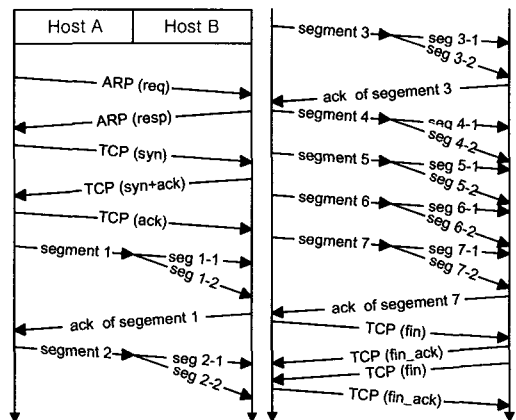 Host A
Host B
ARP (req)
ARP (resp)
TCP (syn)
TCP (syn+ack)
TCP (ack)
segment 1
seg 1-1
seg 1-2
ack of segement 1
segment 2
seg 2-1
seg 2-2
segment 3
seg 3-1
seg 3-2
ack of segement 3
segment 4
seg 4-1
seg 4-2
segment 5
seg 5-1
seg 5-2
segment 6
seg 6-1
seg 6-2
segment 7
seg 7-1
seg 7-2
ack of segement 7
TCP (fin)
TCP (fin_ack)
TCP (fin)
TCP (fin_ack)